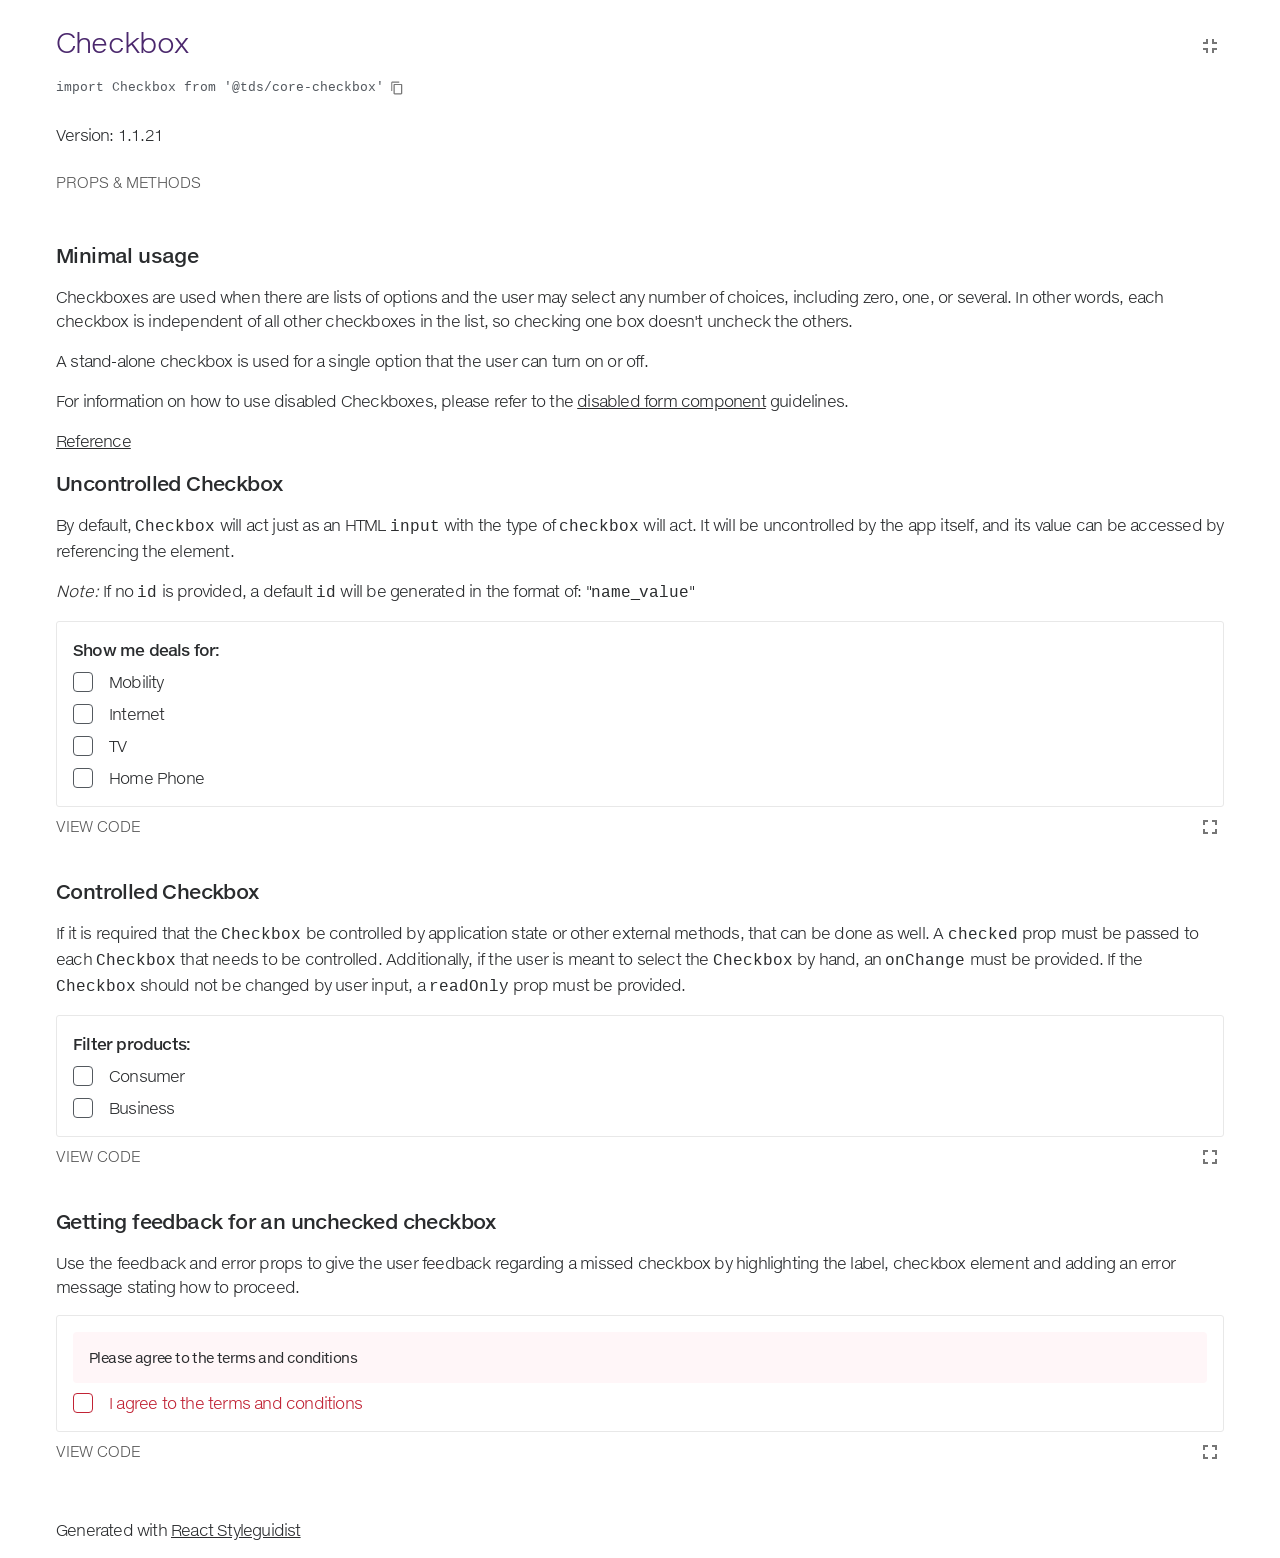 Checkbox
import Checkbox from '@tds/core-checkbox'
Version: 1.1.21
PROPS & METHODS
Minimal usage
Checkboxes are used when there are lists of options and the user may select any number of choices, including zero, one, or several. In other words, each
checkbox is independent of all other checkboxes in the list, so checking one box doesn't uncheck the others.
A stand-alone checkbox is used for a single option that the user can turn on or off.
For information on how to use disabled Checkboxes, please refer to the disabled form component guidelines.
Reference
Uncontrolled Checkbox
By default, Checkbox will act just as an HTML input with the type of checkbox will act. It will be uncontrolled by the app itself, and its value can be accessed by
referencing the element.
Note: If no id is provided, a default id will be generated in the format of: "name_value"
Show me deals for:
Mobility
Internet
TV
Home Phone
VIEW CODE
Controlled Checkbox
If it is required that the Checkbox be controlled by application state or other external methods, that can be done as well. A checked prop must be passed to
each Checkbox that needs to be controlled. Additionally, if the user is meant to select the Checkbox by hand, an onChange must be provided. If the
Checkbox should not be changed by user input, a readOnly prop must be provided.
Filter products:
Consumer
Business
VIEW CODE
Getting feedback for an unchecked checkbox
Use the feedback and error props to give the user feedback regarding a missed checkbox by highlighting the label, checkbox element and adding an error
message stating how to proceed.
Please agree to the terms and conditions
I agree to the terms and conditions
VIEW CODE
Generated with React Styleguidist